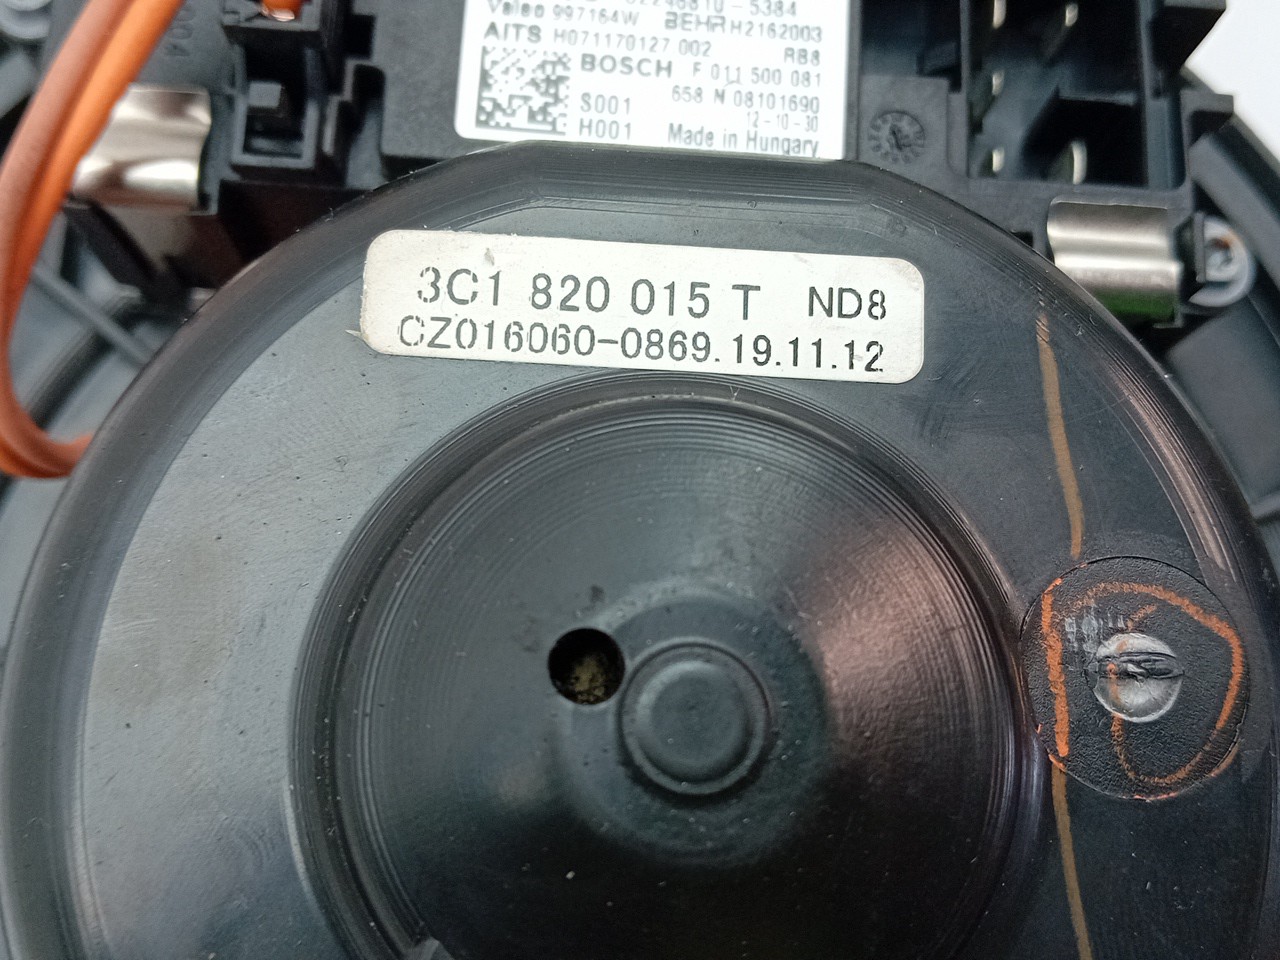 5384
Valeo 997164W BEHR H2162003
AITS H071170127 002 RB8
BOSCH F 011 500 081
658 N 08101690
S001 12-10-30
H001 Made in Hungary
3C1 820 015 T ND8
CZ016060-0869.19.11.12